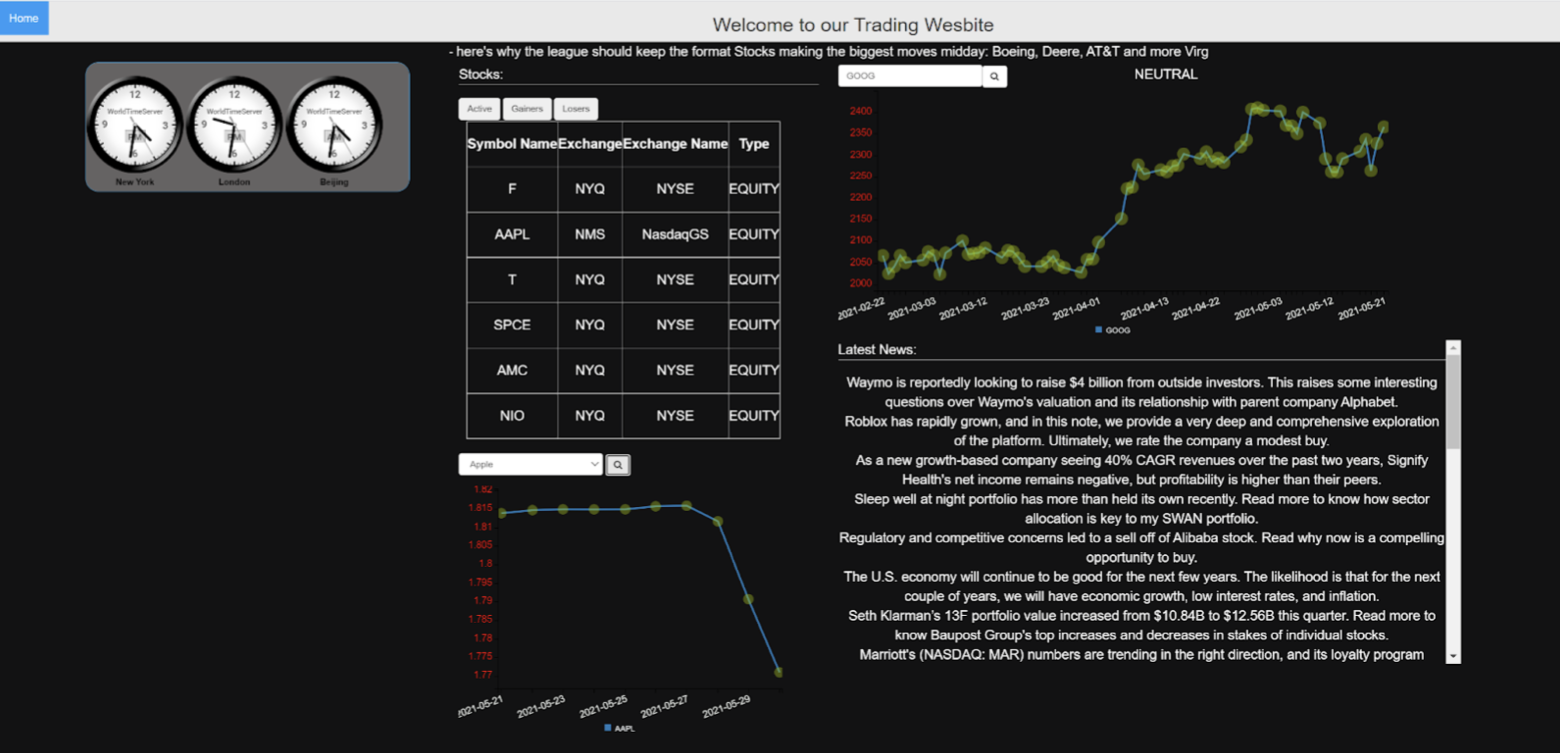 Home
Welcome to our Trading Wesbite
- here's why the league should keep the format Stocks making the biggest moves midday: Boeing, Deere, AT&T and more Virg
12
WorldTimeServer
9
3
6
New York
12
WorldTimeServer
9
3
6
London
12
WorldTimeServer
9
3
6
Beijing
Stocks:
Active Gainers Losers
Symbol Name Exchange Exchange Name Type
F NYQ NYSE EQUITY
AAPL NMS NasdaqGS EQUITY
T NYQ NYSE EQUITY
SPCE NYQ NYSE EQUITY
AMC NYQ NYSE EQUITY
NIO NYQ NYSE EQUITY
Apple
1.82
1.815
1.81
1.805
1.8
1.795
1.79
1.785
1.78
1.775
1.77
2021-05-21 2021-05-23 2021-05-25 2021-05-27 2021-05-29
AAPL
GOOG
NEUTRAL
2400
2350
2300
2250
2200
2150
2100
2050
2000
2021-02-22 2021-03-03 2021-03-12 2021-03-23 2021-04-01 2021-04-13 2021-04-22 2021-05-03 2021-05-12 2021-05-21
GOOG
Latest News:
Waymo is reportedly looking to raise $4 billion from outside investors. This raises some interesting
questions over Waymo's valuation and its relationship with parent company Alphabet.
Roblox has rapidly grown, and in this note, we provide a very deep and comprehensive exploration
of the platform. Ultimately, we rate the company a modest buy.
As a new growth-based company seeing 40% CAGR revenues over the past two years, Signify
Health's net income remains negative, but profitability is higher than their peers.
Sleep well at night portfolio has more than held its own recently. Read more to know how sector
allocation is key to my SWAN portfolio.
Regulatory and competitive concerns led to a sell off of Alibaba stock. Read why now is a compelling
opportunity to buy.
The U.S. economy will continue to be good for the next few years. The likelihood is that for the next
couple of years, we will have economic growth, low interest rates, and inflation.
Seth Klarman's 13F portfolio value increased from $10.84B to $12.56B this quarter. Read more to
know Baupost Group's top increases and decreases in stakes of individual stocks.
Marriott's (NASDAQ: MAR) numbers are trending in the right direction, and its loyalty program